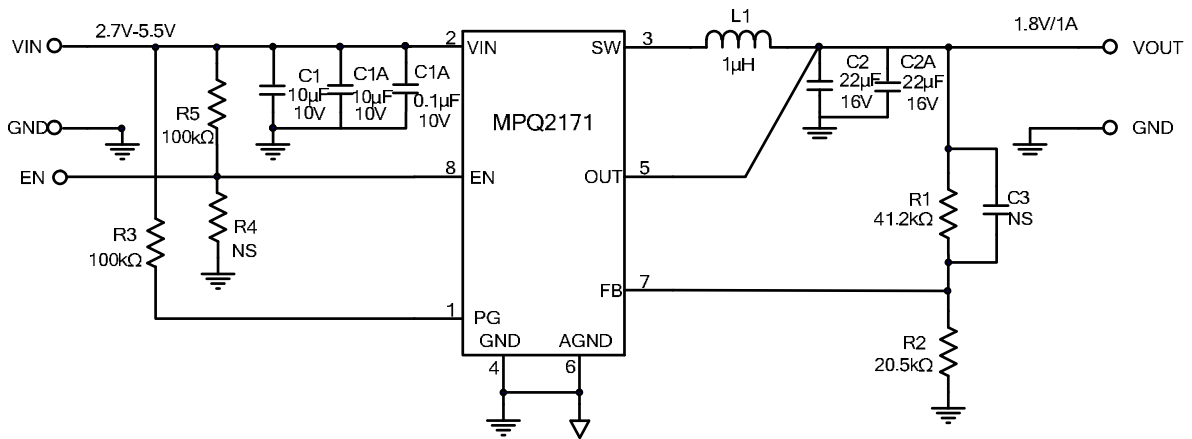 L1
1μH
2.7V-5.5V
1.8V/1A
VIN
2
VIN
SW
3
VOUT
C1
10μF
10V
C1A
10μF
10V
C1A
0.1μF
10V
C2
22μF
16V
C2A
22μF
16V
R5
100kΩ
MPQ2171
GND
GND
EN
8
EN
OUT
5
R4
NS
R3
100kΩ
R1
41.2kΩ
C3
NS
FB
7
1
PG
GND
AGND
4
6
R2
20.5kΩ